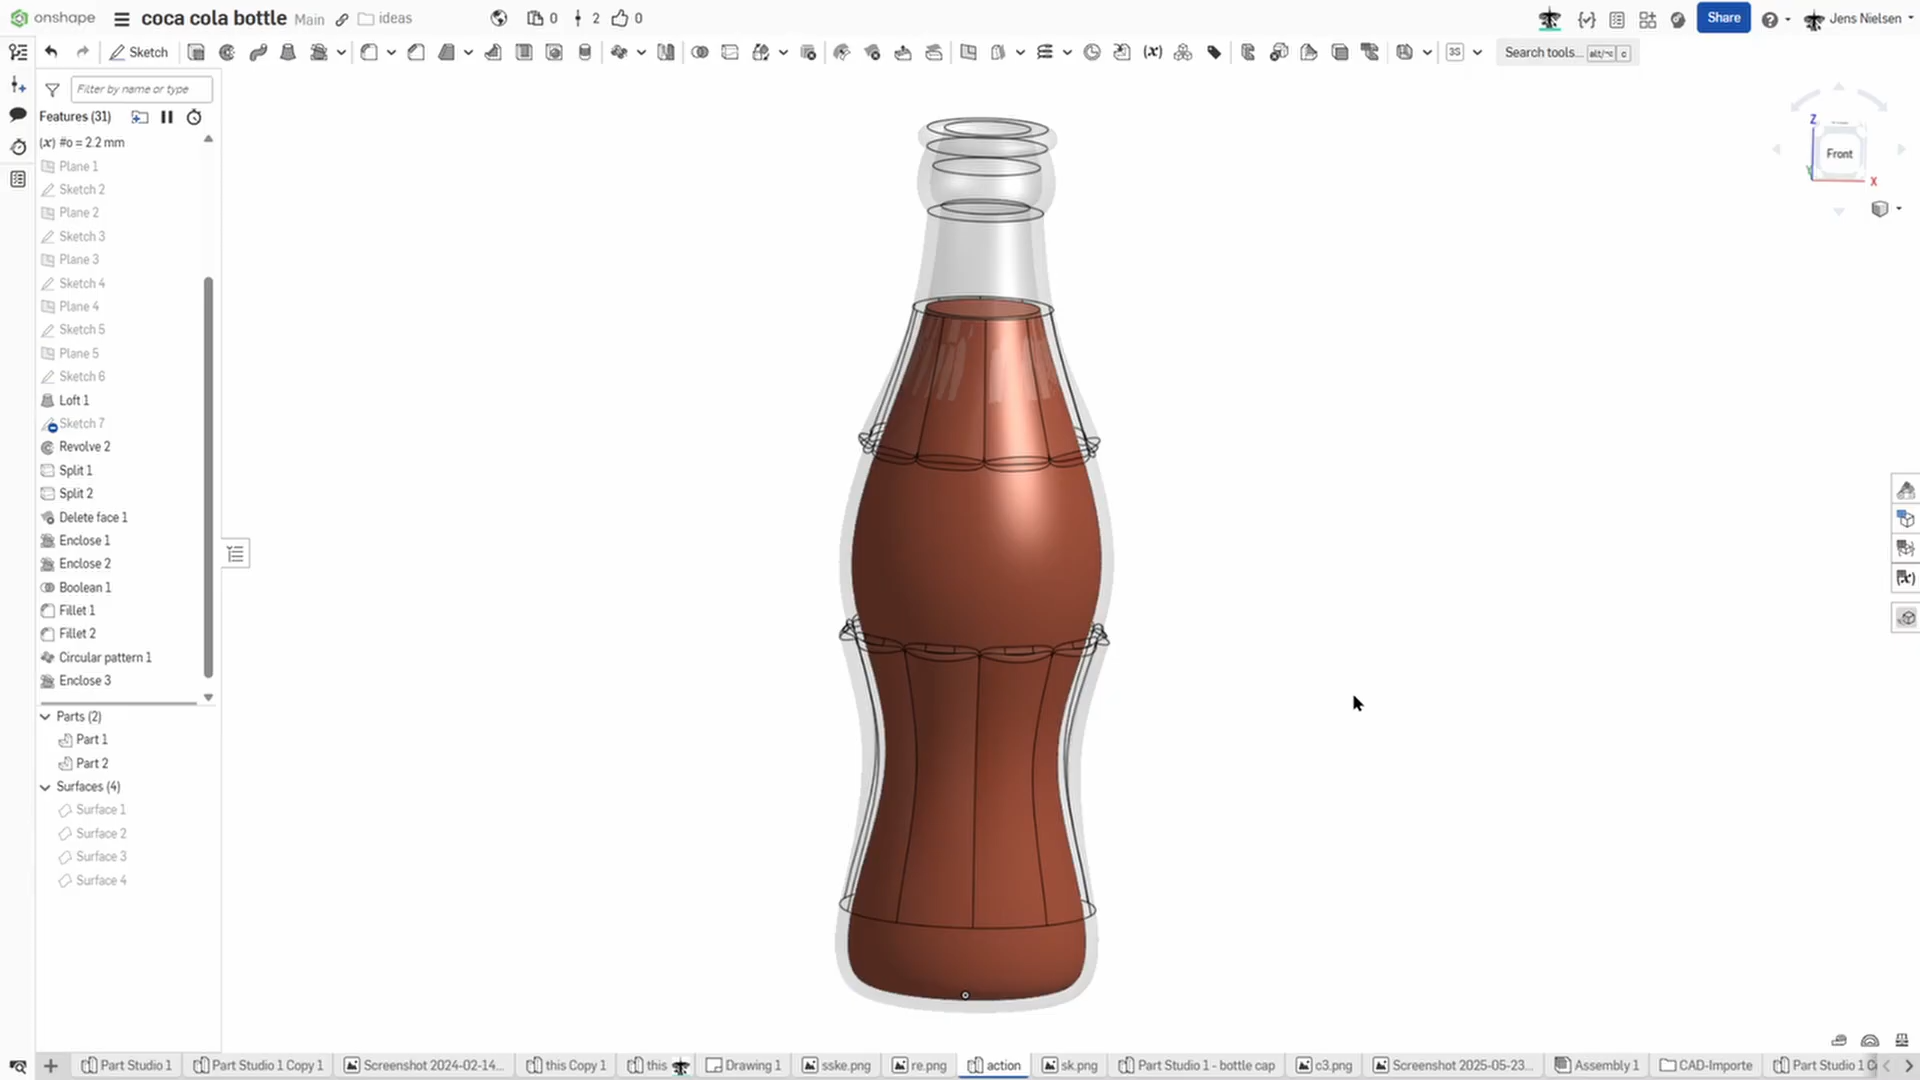 onshape coca cola bottle Main ideas 0 2 0 Share Jens Nielsen
Sketch (x) 3S Search tools... alt/⌥ c
Filter by name or type
Features (31)
(x) #o = 2.2 mm
Plane 1
Sketch 2
Plane 2
Sketch 3
Plane 3
Sketch 4
Plane 4
Sketch 5
Plane 5
Sketch 6
Loft 1
Sketch 7
Revolve 2
Split 1
Split 2
Delete face 1
Enclose 1
Enclose 2
Boolean 1
Fillet 1
Fillet 2
Circular pattern 1
Enclose 3
Parts (2)
Part 1
Part 2
Surfaces (4)
Surface 1
Surface 2
Surface 3
Surface 4
Z
Front
X
Part Studio 1 Part Studio 1 Copy 1 Screenshot 2024-02-14... this Copy 1 this Drawing 1 sske.png re.png action sk.png Part Studio 1 - bottle cap c3.png Screenshot 2025-05-23... Assembly 1 CAD-Importe Part Studio 1